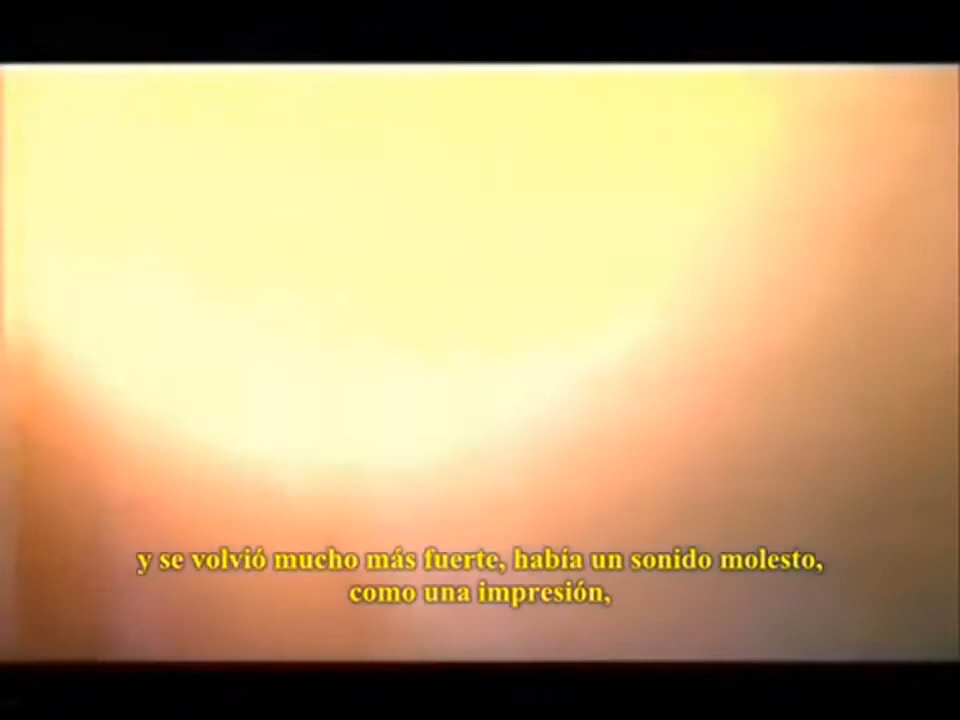 y se volvió mucho más fuerte, había un sonido molesto,
como una impresión,